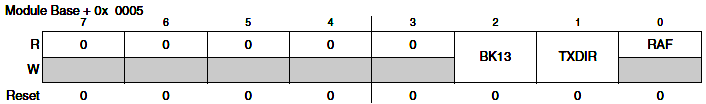 Module Base + 0x 0005
7 6 5 4 3 2 1 0
R 0 0 0 0 0 BK13 TXDIR RAF
W
Reset 0 0 0 0 0 0 0 0